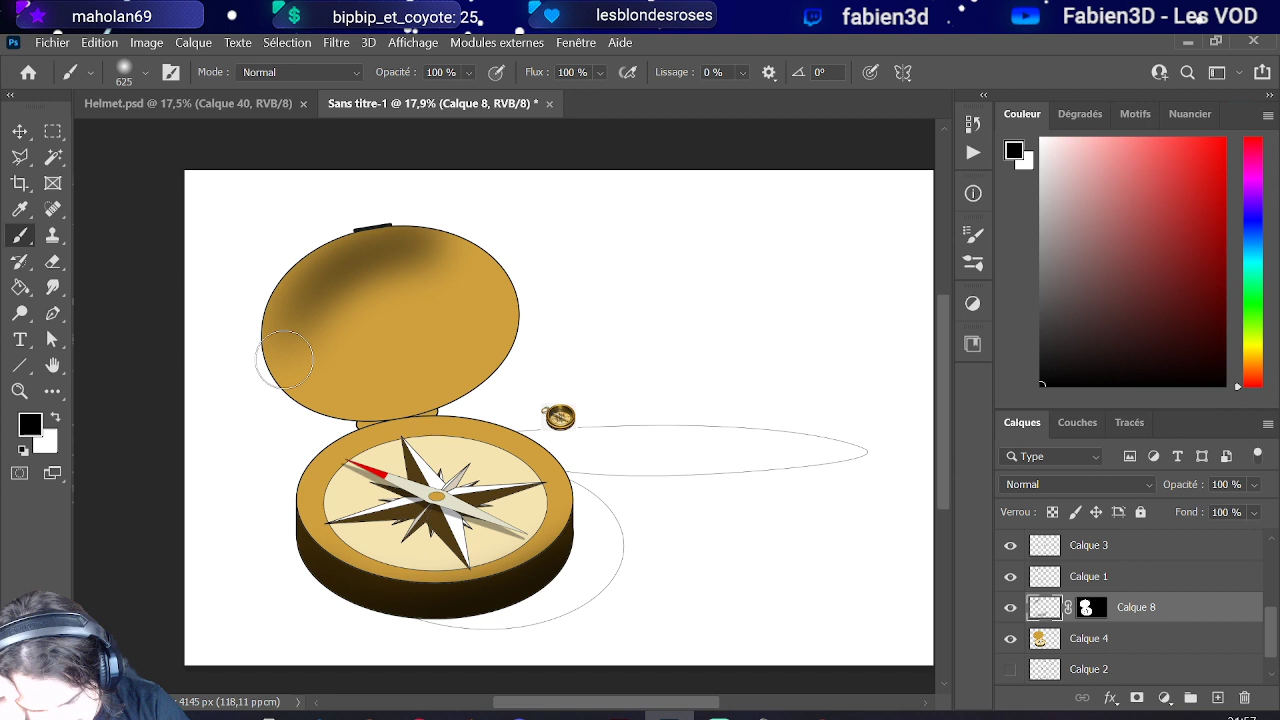 maholan69
bipbip_et_coyote: 25
lesblondesroses
fabien3d
Fabien3D - Les VOD
Ps Fichier Edition Image Calque Texte Sélection Filtre 3D Affichage Modules externes Fenêtre Aide
625 Mode : Normal Opacité : 100 % Flux : 100 % Lissage : 0 % 0°
Helmet.psd @ 17,5% (Calque 40, RVB/8)
Sans titre-1 @ 17,9% (Calque 8, RVB/8) *
Couleur Dégradés Motifs Nuancier
Calques Couches Tracés
Type
Normal Opacité : 100 %
Verrou : Fond : 100 %
Calque 3
Calque 1
Calque 8
Calque 4
Calque 2
4145 px (118,11 ppcm)